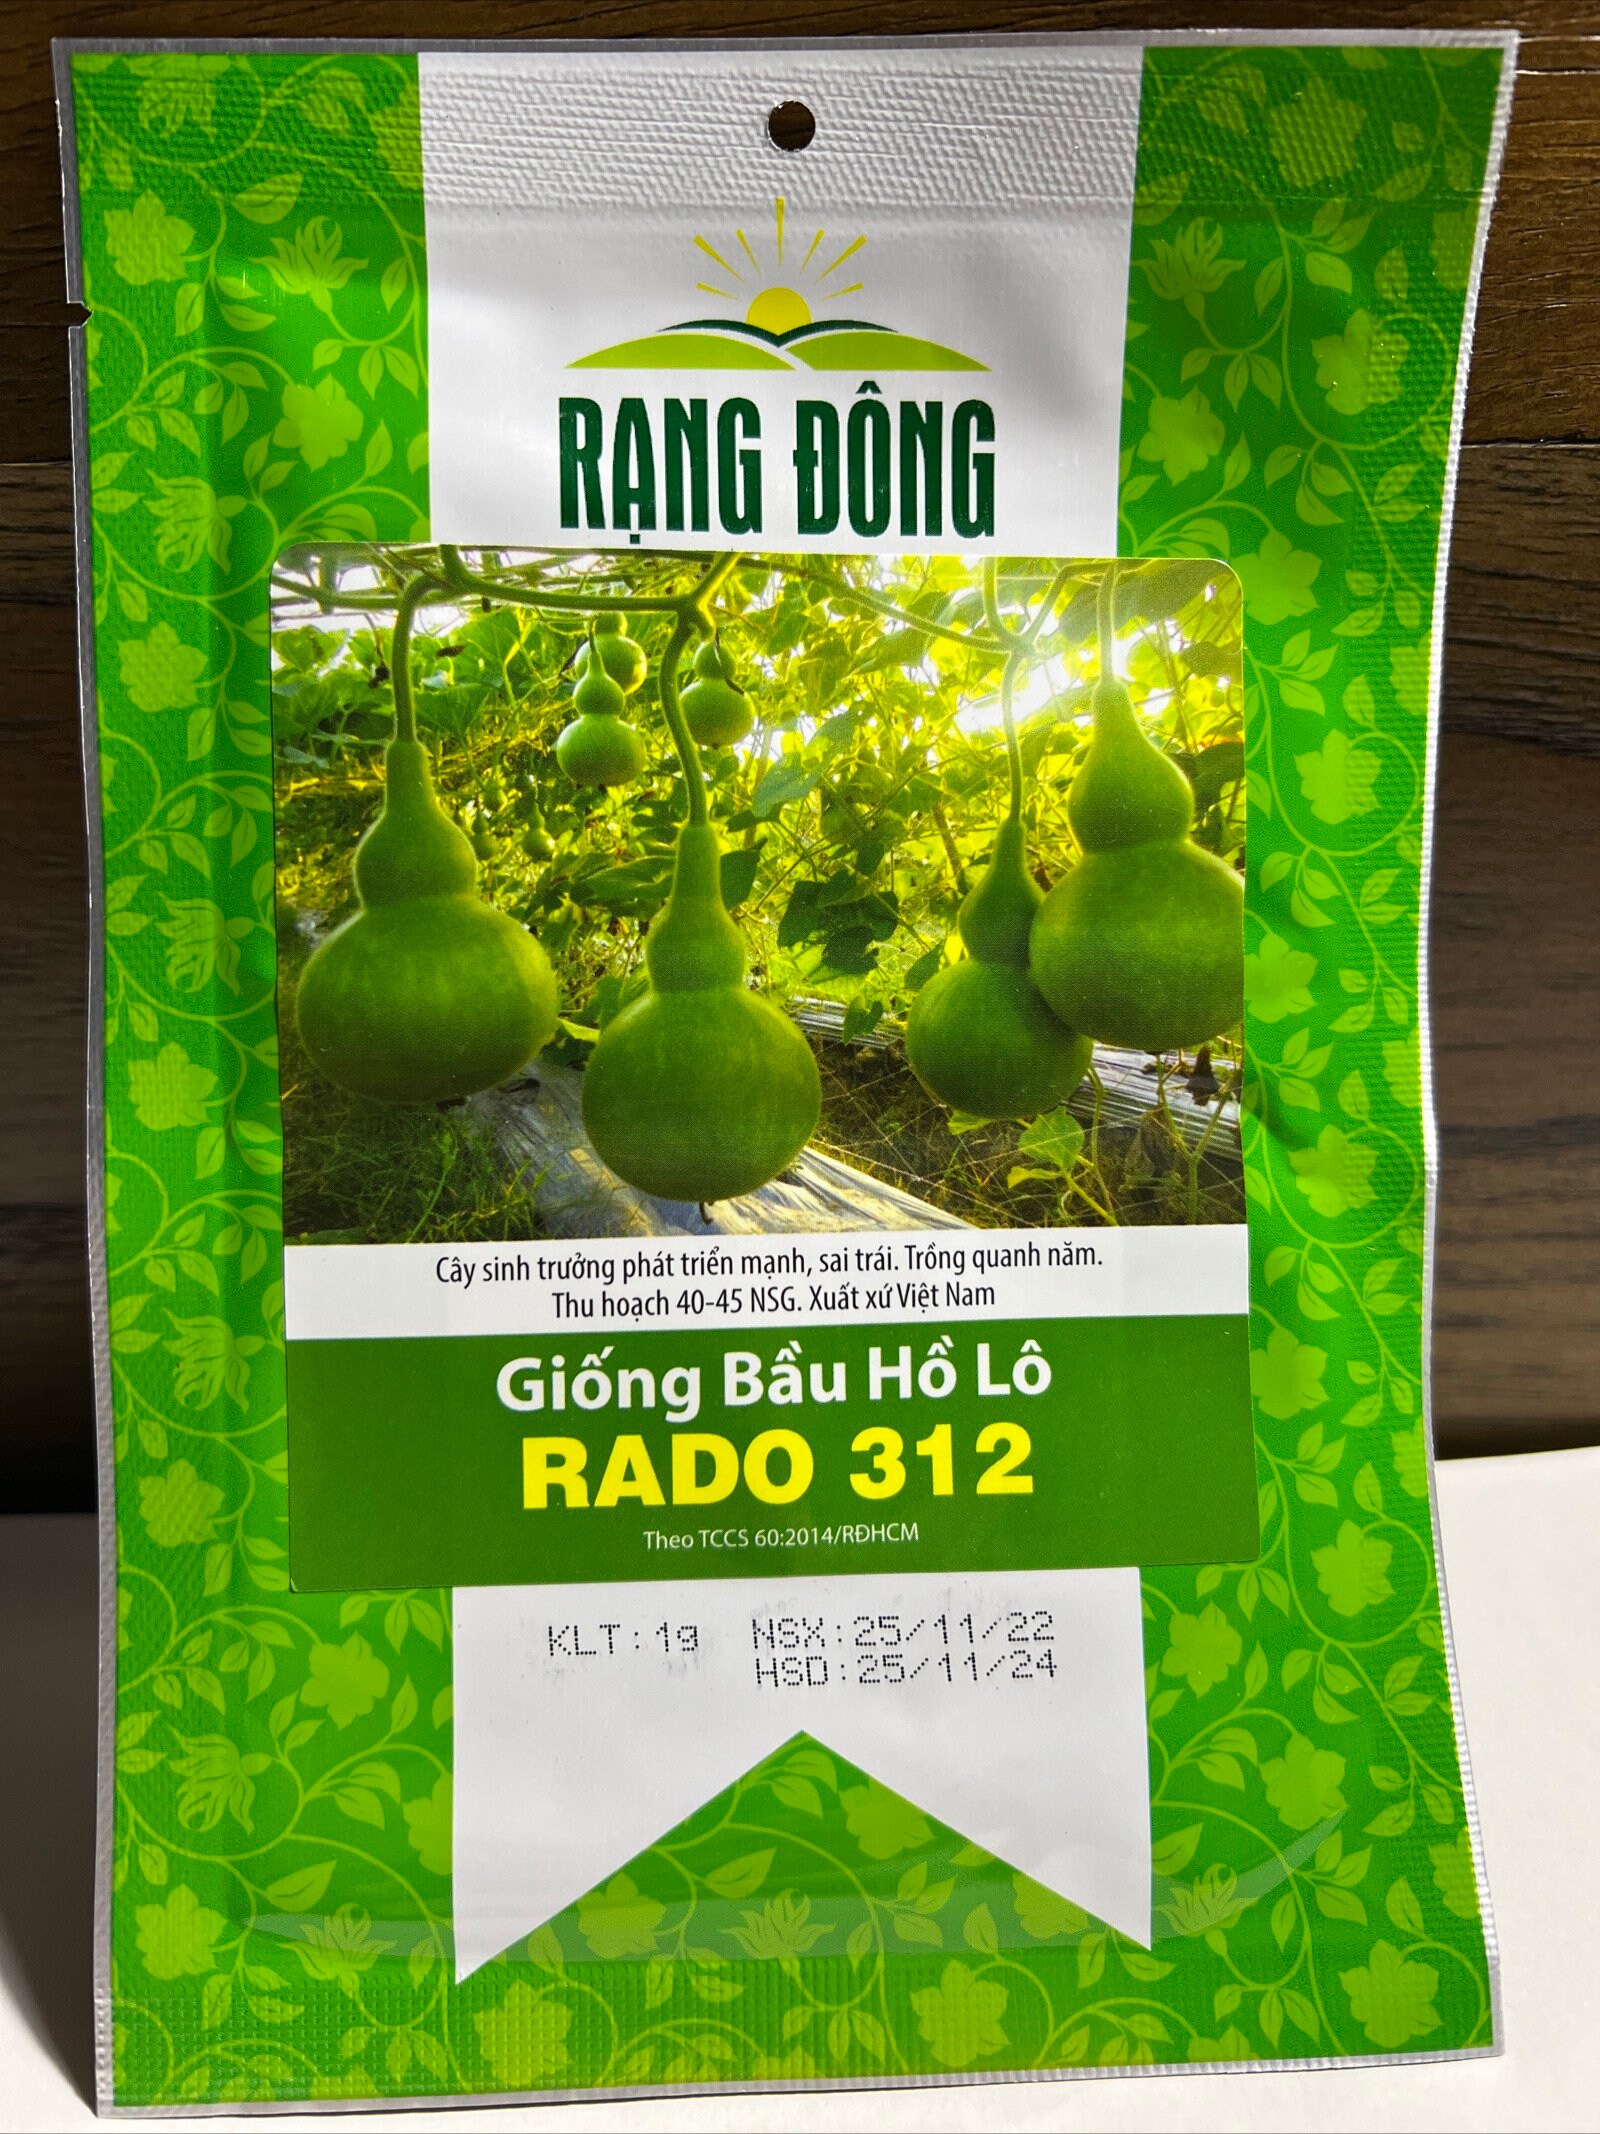 RẠNG ĐÔNG
Cây sinh trưởng phát triển mạnh, sai trái. Trồng quanh năm.
Thu hoạch 40-45 NSG. Xuất xứ Việt Nam
Giống Bầu Hồ Lô
RADO 312
Theo TCCS 60:2014/RĐHCM
KLT:1g NSX:25/11/22
HSD:25/11/24